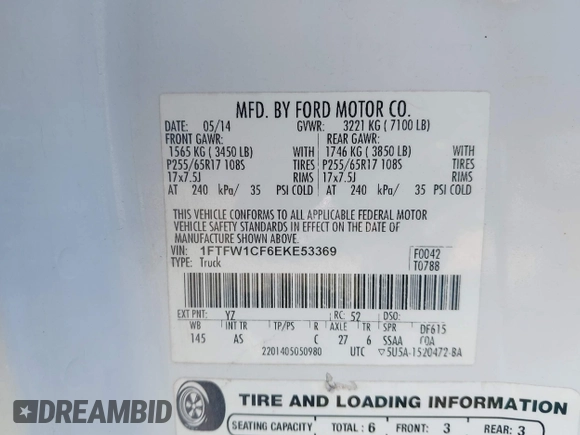 MFD. BY FORD MOTOR CO.
DATE: 05/14 GVWR: 3221 KG ( 7100 LB)
FRONT GAWR: REAR GAWR:
1565 KG ( 3450 LB) WITH 1746 KG ( 3850 LB) WITH
P255/65R17 108S TIRES P255/65R17 108S TIRES
17x7.5J RIMS 17x7.5J RIMS
AT 240 kPa/ 35 PSI COLD AT 240 kPa/ 35 PSI COLD
THIS VEHICLE CONFORMS TO ALL APPLICABLE FEDERAL MOTOR
VEHICLE SAFETY STANDARDS IN EFFECT ON THE DATE OF
MANUFACTURE SHOWN ABOVE.
VIN: 1FTFW1CF6EKE53369 F0042
TYPE: Truck T0788
EXT PNT: YZ RC: 52 DSO:
WB INT TR TP/PS R AXLE TR SPR DF615
145 AS C 27 6 SSAA
2201405050980 UTC ▽5U5A-1520472-BA
TIRE AND LOADING INFORMATION
SEATING CAPACITY TOTAL: 6 FRONT: 3 REAR: 3
DREAMBID